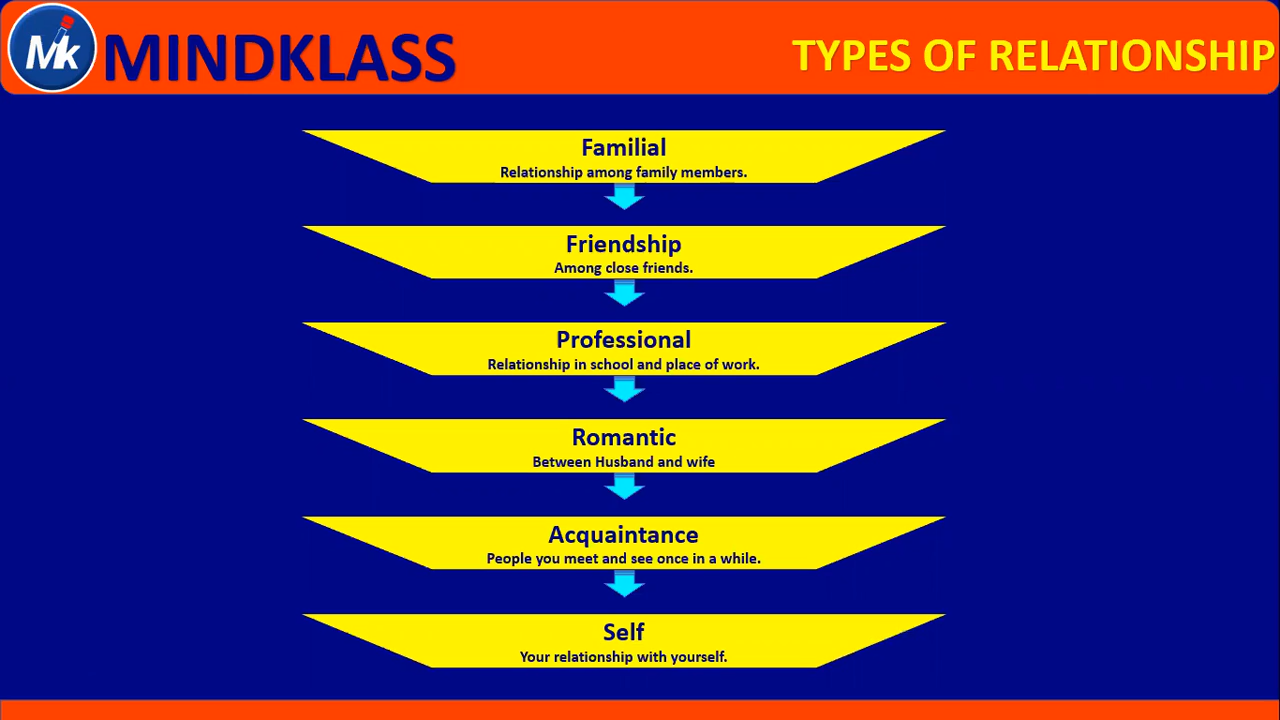 Mk
MINDKLASS
TYPES OF RELATIONSHIP
Familial
Relationship among family members.
Friendship
Among close friends.
Professional
Relationship in school and place of work.
Romantic
Between Husband and wife
Acquaintance
People you meet and see once in a while.
Self
Your relationship with yourself.